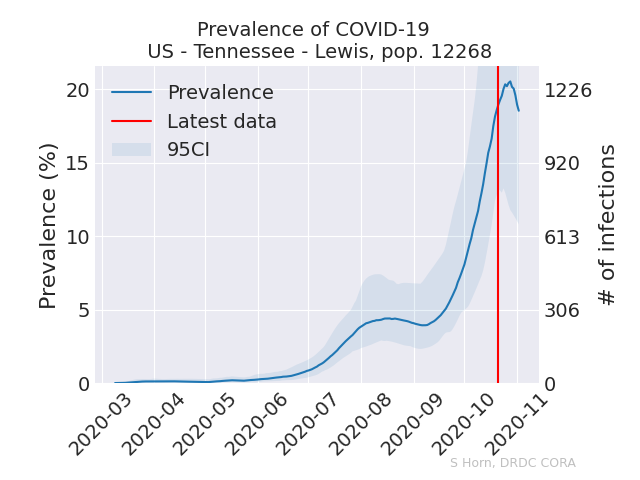 Prevalence of COVID-19
US - Tennessee - Lewis, pop. 12268
Prevalence
Latest data
95CI
Prevalence (%)
20
15
10
5
0
# of infections
1226
920
613
306
0
2020-03
2020-04
2020-05
2020-06
2020-07
2020-08
2020-09
2020-10
2020-11
S Horn, DRDC CORA